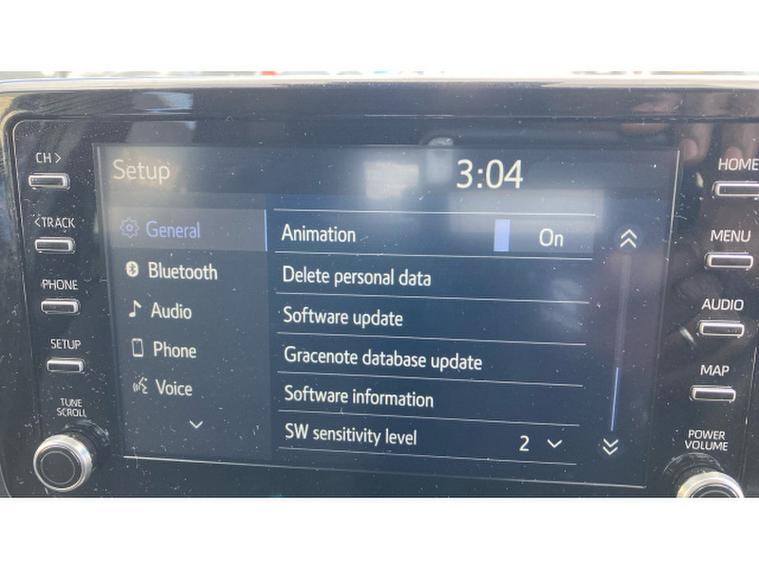 CH >
< TRACK
PHONE
SETUP
TUNE
SCROLL
Setup
3:04
General
Bluetooth
Audio
Phone
Voice
Animation On
Delete personal data
Software update
Gracenote database update
Software information
SW sensitivity level 2
HOME
MENU
AUDIO
MAP
POWER
VOLUME